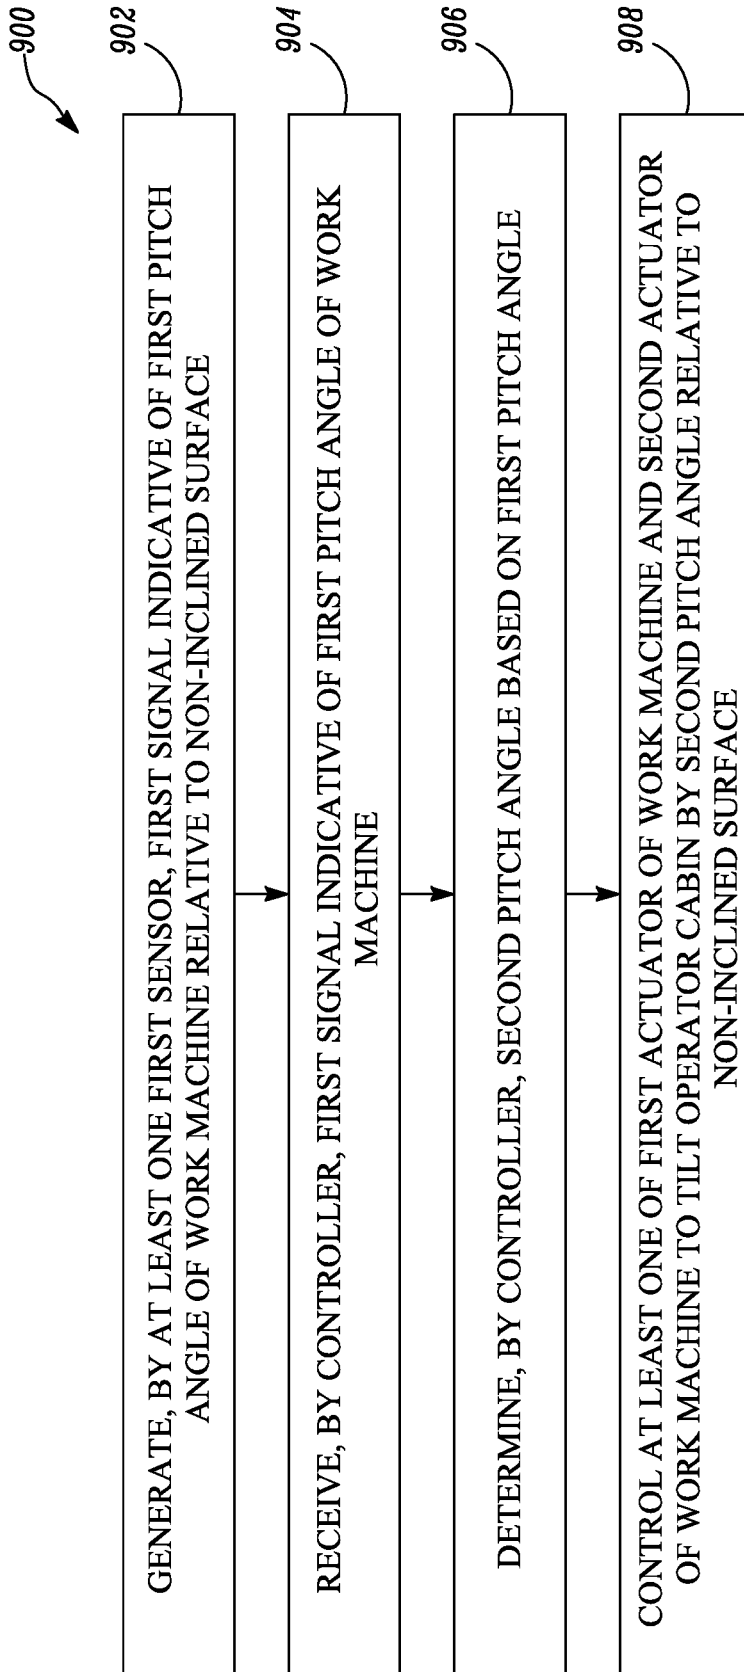 900
902
GENERATE, BY AT LEAST ONE FIRST SENSOR, FIRST SIGNAL INDICATIVE OF FIRST PITCH
ANGLE OF WORK MACHINE RELATIVE TO NON-INCLINED SURFACE
904
RECEIVE, BY CONTROLLER, FIRST SIGNAL INDICATIVE OF FIRST PITCH ANGLE OF WORK
MACHINE
906
DETERMINE, BY CONTROLLER, SECOND PITCH ANGLE BASED ON FIRST PITCH ANGLE
908
CONTROL AT LEAST ONE OF FIRST ACTUATOR OF WORK MACHINE AND SECOND ACTUATOR
OF WORK MACHINE TO TILT OPERATOR CABIN BY SECOND PITCH ANGLE RELATIVE TO
NON-INCLINED SURFACE